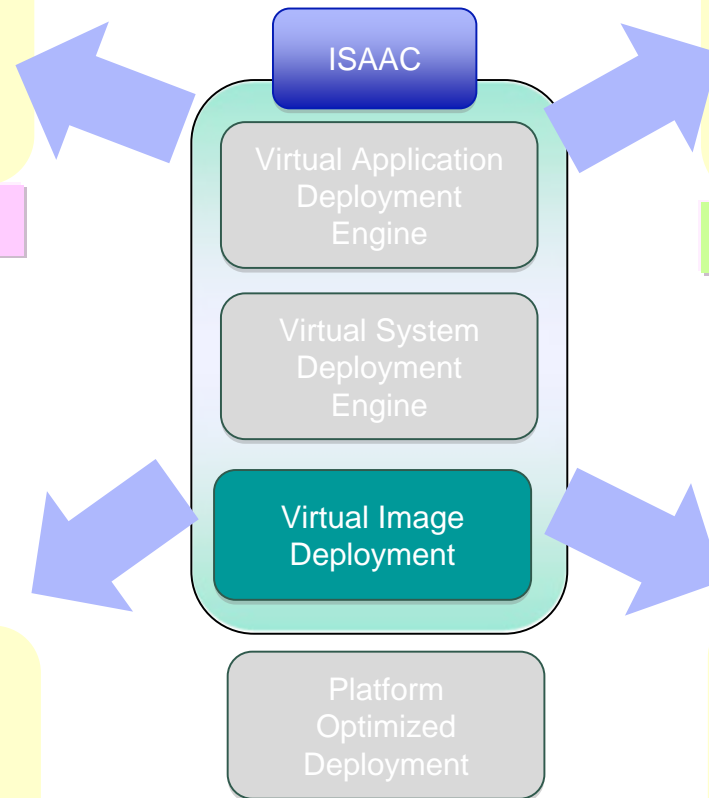 ISAAC
Virtual Application
Deployment
Engine
Virtual System
Deployment
Engine
Virtual Image
Deployment
Platform
Optimized
Deployment